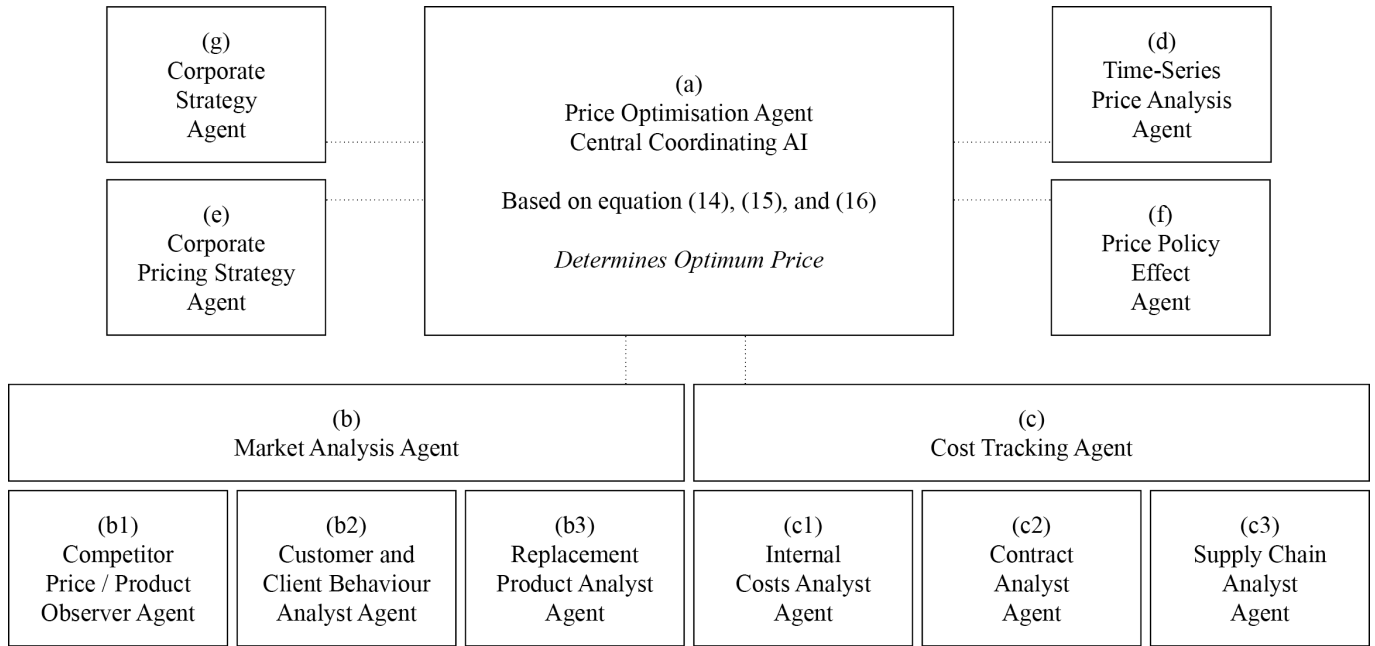 (g)
Corporate
Strategy
Agent
(a)
Price Optimisation Agent
Central Coordinating AI
Based on equation (14), (15), and (16)
Determines Optimum Price
(d)
Time-Series
Price Analysis
Agent
(e)
Corporate
Pricing Strategy
Agent
(f)
Price Policy
Effect
Agent
(b)
Market Analysis Agent
(c)
Cost Tracking Agent
(b1)
Competitor
Price / Product
Observer Agent
(b2)
Customer and
Client Behaviour
Analyst Agent
(b3)
Replacement
Product Analyst
Agent
(c1)
Internal
Costs Analyst
Agent
(c2)
Contract
Analyst
Agent
(c3)
Supply Chain
Analyst
Agent